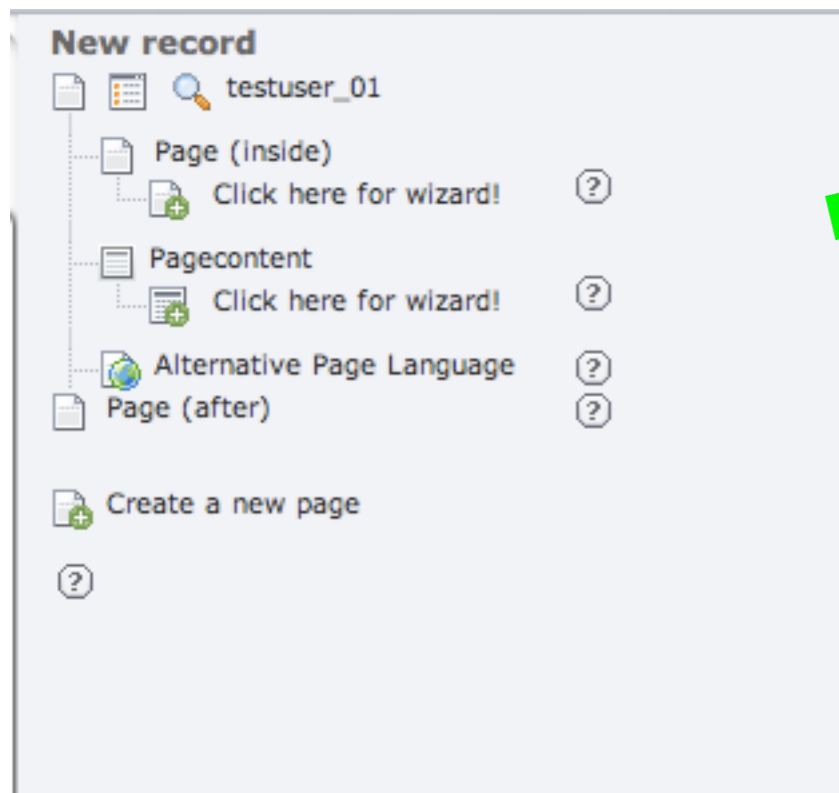 New record
testuser_01
Page (inside)
Click here for wizard!
?
Pagecontent
Click here for wizard!
?
Alternative Page Language
?
Page (after)
?
Create a new page
?